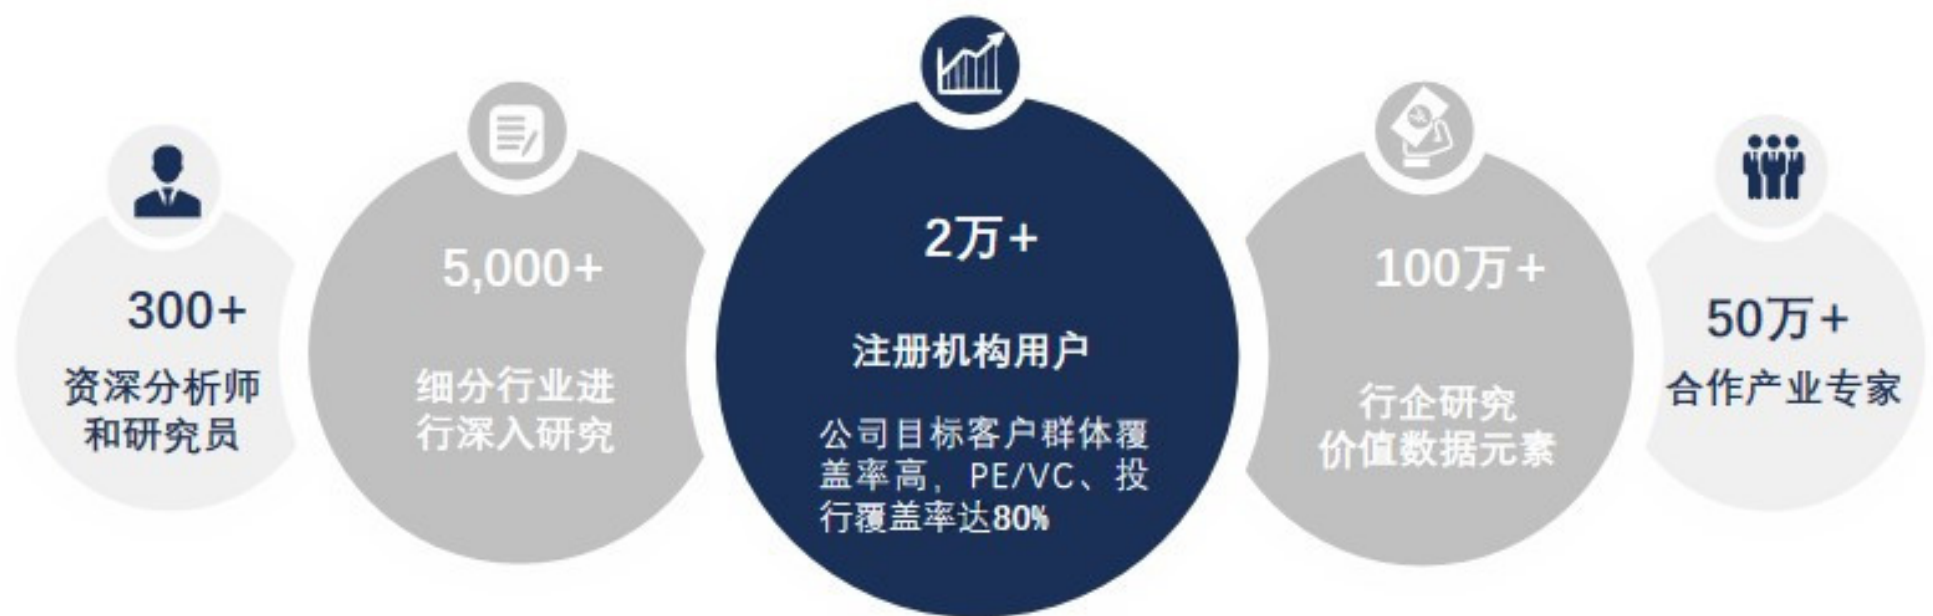 300+
资深分析师
和研究员
5,000+
细分行业进
行深入研究
2万+
注册机构用户
公司目标客户群体覆
盖率高，PE/VC、投
行覆盖率达80%
100万+
行企研究
价值数据元素
50万+
合作产业专家